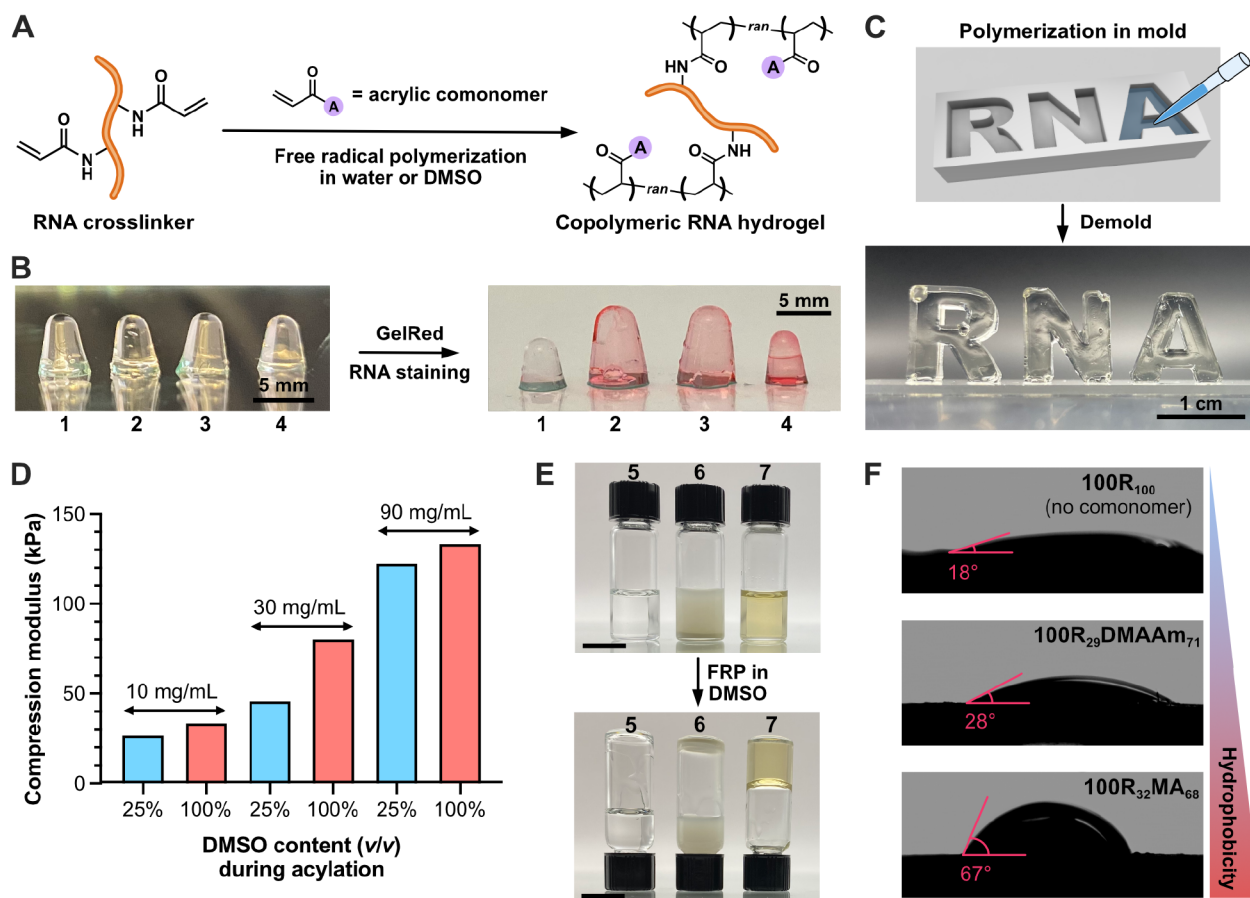 A
O
N
H
O
N
H
RNA crosslinker
O
A
= acrylic comonomer
Free radical polymerization
in water or DMSO
ran
HN
O
A
O
O
A
O
NH
ran
Copolymeric RNA hydrogel
B
5 mm
1 2 3 4
GelRed
RNA staining
5 mm
1 2 3 4
C
Polymerization in mold
RNA
Demold
RNA
1 cm
D
Compression modulus (kPa)
150
100
50
0
10 mg/mL
30 mg/mL
90 mg/mL
25% 100% 25% 100% 25% 100%
DMSO content (v/v)
during acylation
E
5 6 7
FRP in
DMSO
5 6 7
F
100R₁₀₀
(no comonomer)
18°
100R₂₉DMAAm₇₁
28°
100R₃₂MA₆₈
67°
Hydrophobicity